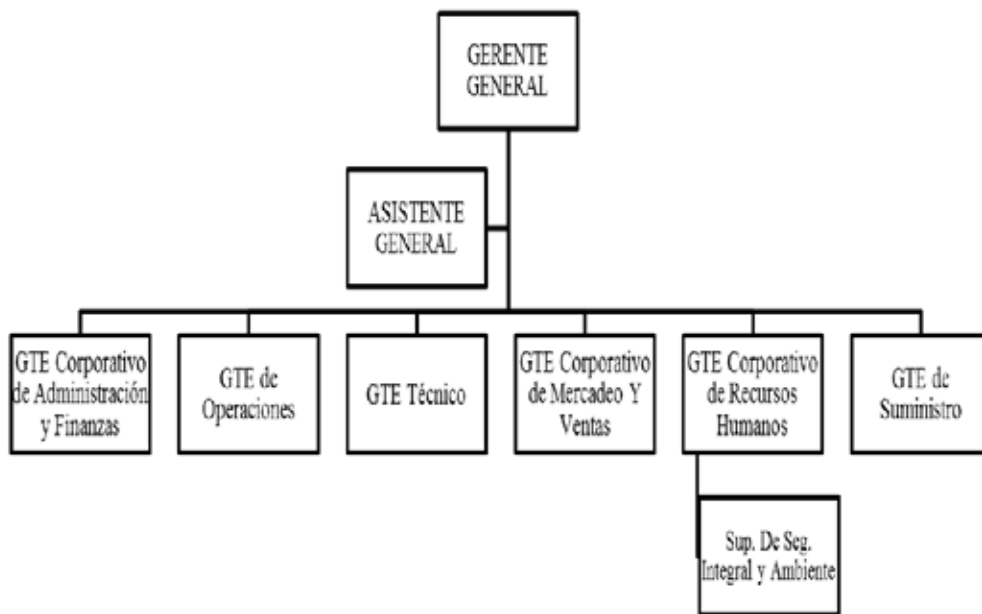 GERENTE
GENERAL
ASISTENTE
GENERAL
GTE Corporativo
de Administración
y Finanzas
GTE de
Operaciones
GTE Técnico
GTE Corporativo
de Mercadeo Y
Ventas
GTE Corporativo
de Recursos
Humanos
GTE de
Suministro
Sup. De Seg.
Integral y Ambiente